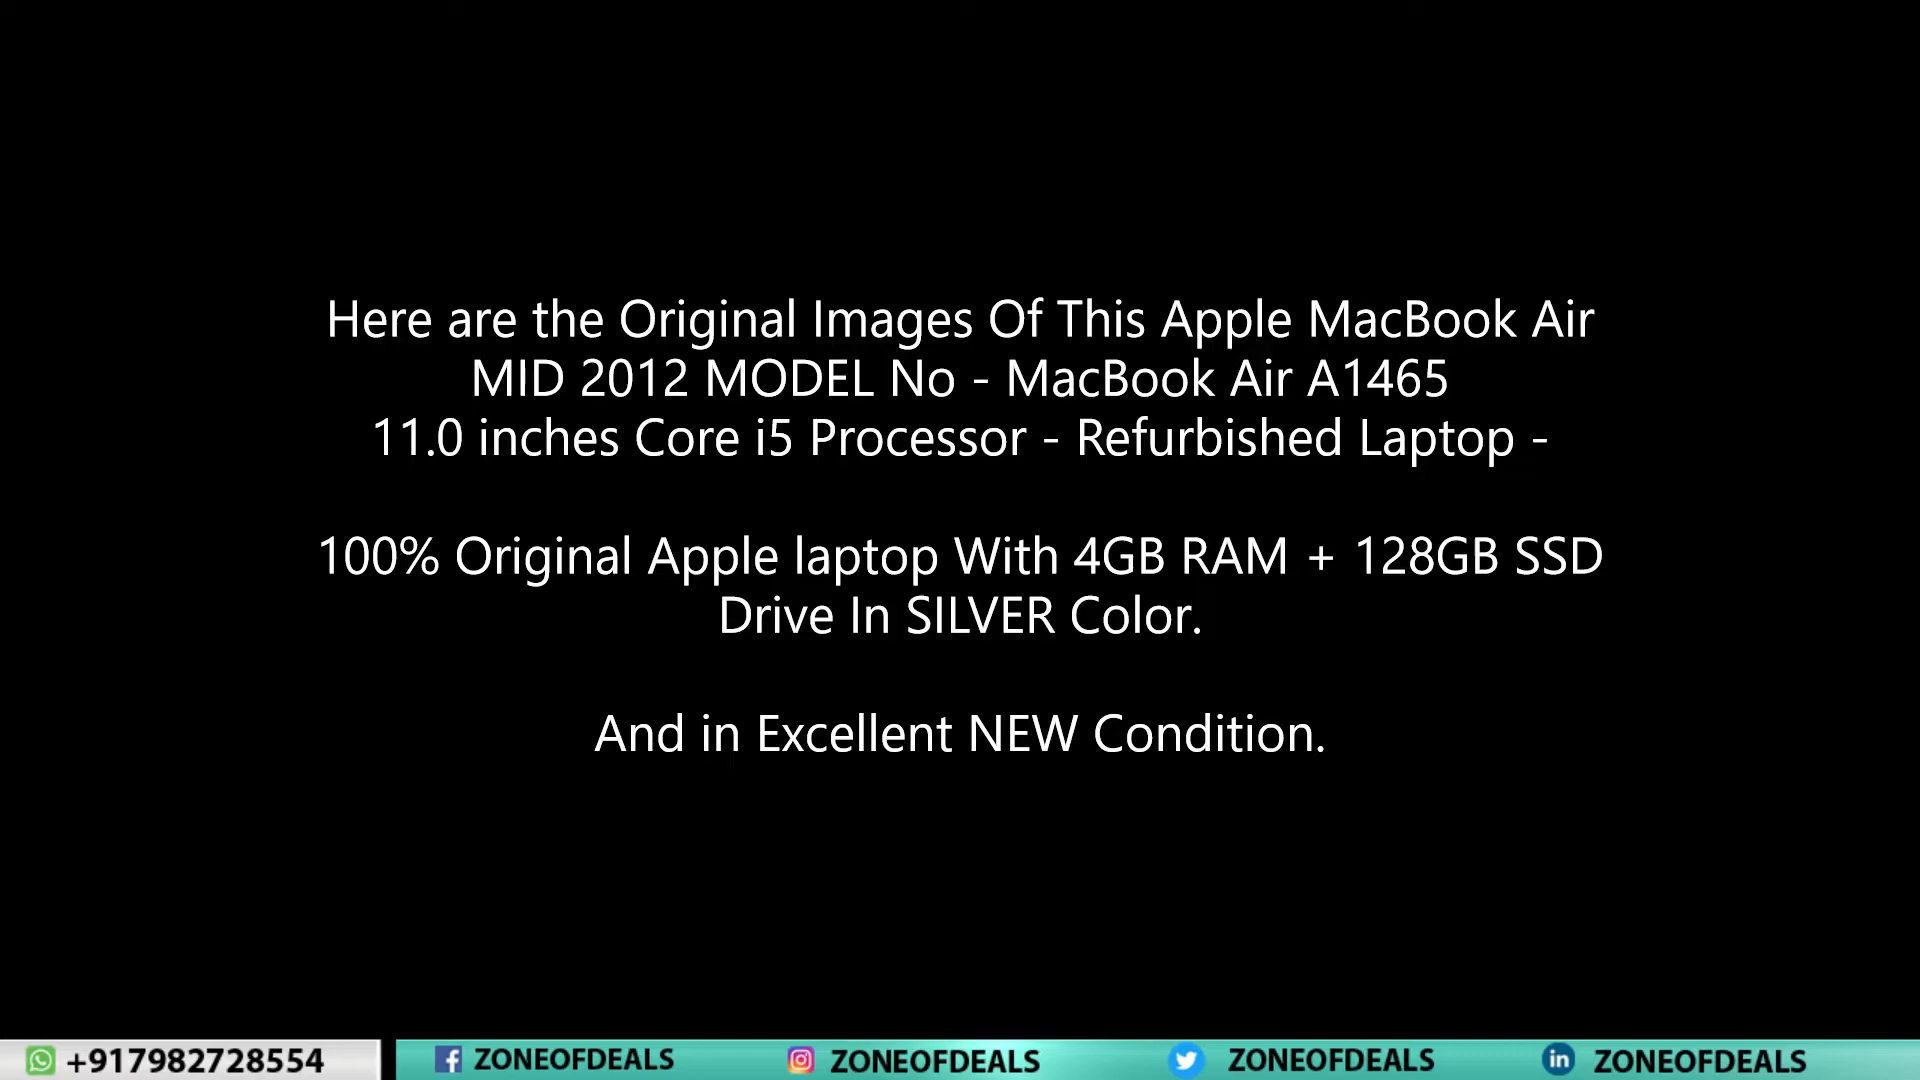 Here are the Original Images Of This Apple MacBook Air
MID 2012 MODEL No - MacBook Air A1465
11.0 inches Core i5 Processor - Refurbished Laptop -
100% Original Apple laptop With 4GB RAM + 128GB SSD
Drive In SILVER Color.
And in Excellent NEW Condition.
+917982728554 ZONEOFDEALS ZONEOFDEALS ZONEOFDEALS in ZONEOFDEALS